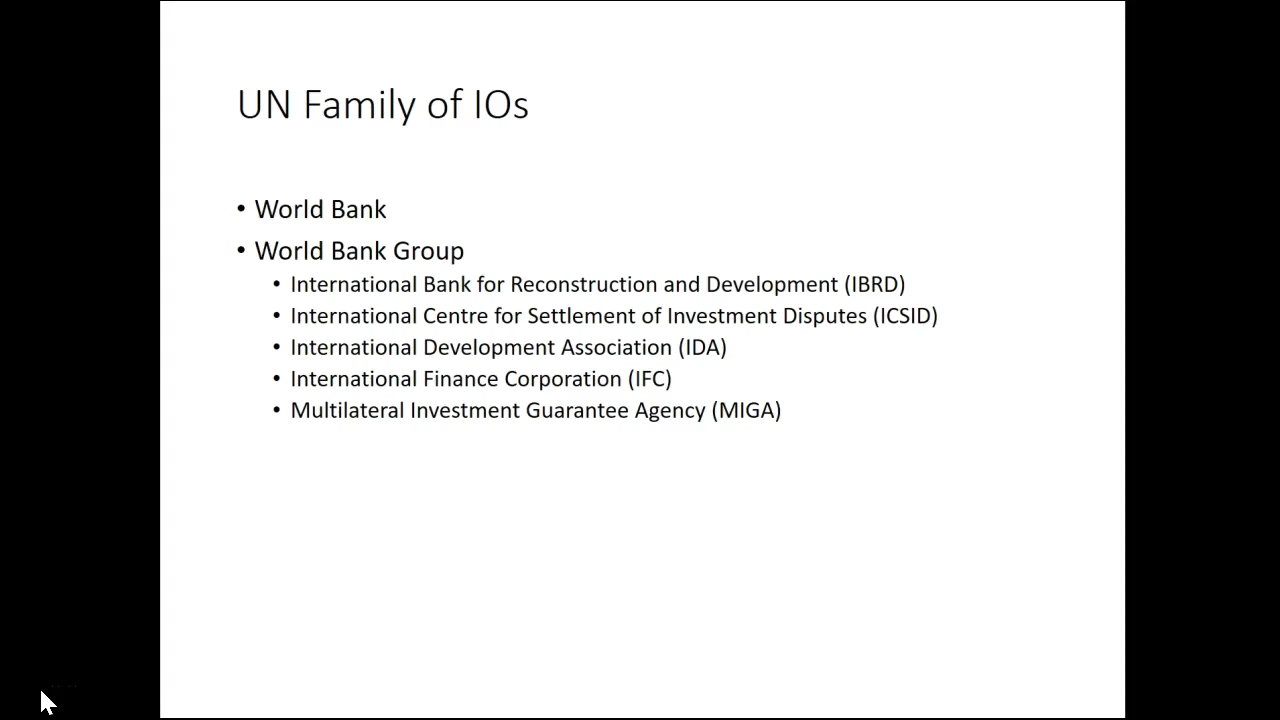 UN Family of IOs
• World Bank
• World Bank Group
• International Bank for Reconstruction and Development (IBRD)
• International Centre for Settlement of Investment Disputes (ICSID)
• International Development Association (IDA)
• International Finance Corporation (IFC)
• Multilateral Investment Guarantee Agency (MIGA)